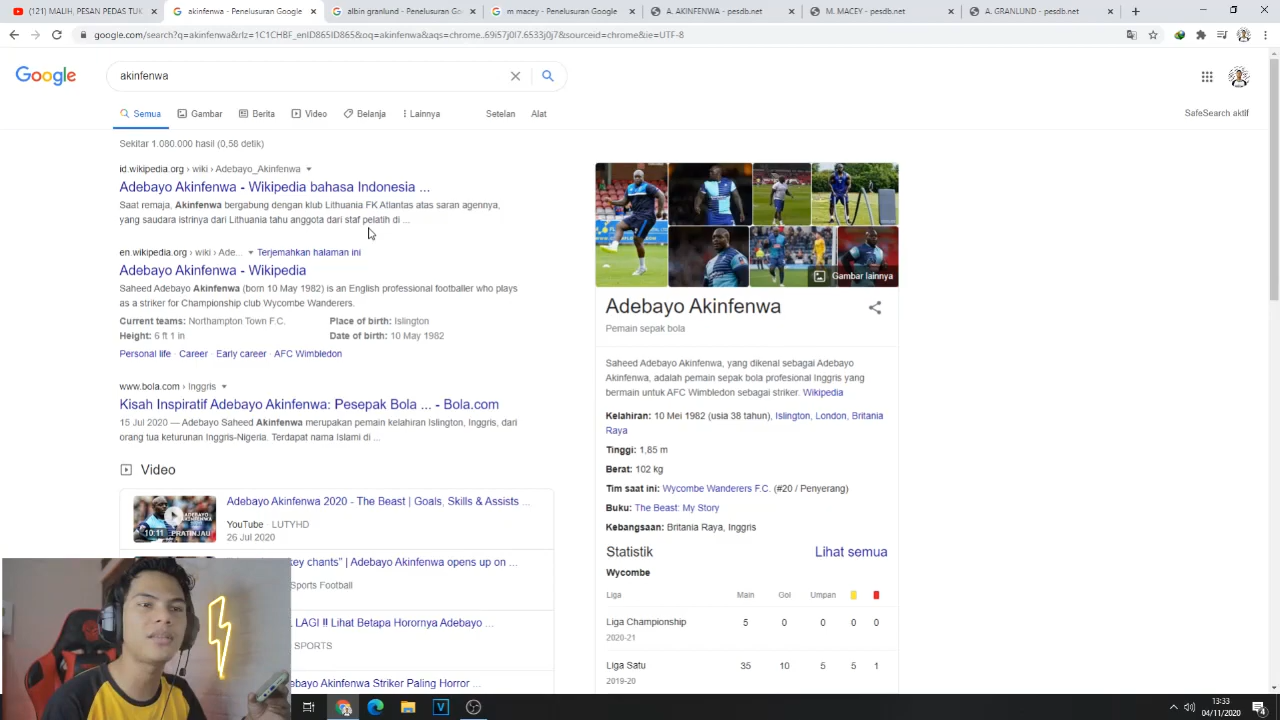 MAUH, PESAN PEDAS TUK
akinfenwa - Google Penelusuran
albin granlund - Penelusuran Go
m macey - Google Penelusuran
A. AKINFENWA - pesdb.net
M. MACEY - pesdb.net
A. GRANLUND - pesdb.net
google.com/search?q=akinfenwa&rlz=1C1CHBF_enID865ID865&oq=akinfenwa&aqs=chrome..69i57j0l7.6533j0j7&sourceid=chrome&ie=UTF-8
Google
akinfenwa
Semua
Gambar
Berita
Video
Belanja
Lainnya
Setelan
Alat
SafeSearch aktif
Sekitar 1.080.000 hasil (0,58 detik)
id.wikipedia.org › wiki › Adebayo_Akinfenwa
Adebayo Akinfenwa - Wikipedia bahasa Indonesia ...
Saat remaja, Akinfenwa bergabung dengan klub Lithuania FK Atlantas atas saran agennya,
yang saudara istrinya dari Lithuania tahu anggota dari staf pelatih di ...
en.wikipedia.org › wiki › Ade...
Terjemahkan halaman ini
Adebayo Akinfenwa - Wikipedia
Saheed Adebayo Akinfenwa (born 10 May 1982) is an English professional footballer who plays
as a striker for Championship club Wycombe Wanderers.
Current teams: Northampton Town F.C.
Place of birth: Islington
Height: 6 ft 1 in
Date of birth: 10 May 1982
Personal life · Career · Early career · AFC Wimbledon
www.bola.com › Inggris
Kisah Inspiratif Adebayo Akinfenwa: Pesepak Bola ... - Bola.com
15 Jul 2020 — Adebayo Saheed Akinfenwa merupakan pemain kelahiran Islington, Inggris, dari
orang tua keturunan Inggris-Nigeria. Terdapat nama Islami di ...
Video
ADEBAYO
AKINFENWA
10:11
PRATINJAU
Adebayo Akinfenwa 2020 - The Beast | Goals, Skills & Assists ...
YouTube LUTYHD
26 Jul 2020
key chants" | Adebayo Akinfenwa opens up on ...
Sports Football
LAGI !! Lihat Betapa Horornya Adebayo ...
SPORTS
bayo Akinfenwa Striker Paling Horror ...
Gambar lainnya
Adebayo Akinfenwa
Pemain sepak bola
Saheed Adebayo Akinfenwa, yang dikenal sebagai Adebayo
Akinfenwa, adalah pemain sepak bola profesional Inggris yang
bermain untuk AFC Wimbledon sebagai striker. Wikipedia
Kelahiran: 10 Mei 1982 (usia 38 tahun), Islington, London, Britania
Raya
Tinggi: 1,85 m
Berat: 102 kg
Tim saat ini: Wycombe Wanderers F.C. (#20 / Penyerang)
Buku: The Beast: My Story
Kebangsaan: Britania Raya, Inggris
Statistik
Lihat semua
Wycombe
Liga Main Gol Umpan
Liga Championship 5 0 0 0 0
2020-21
Liga Satu 35 10 5 5 1
2019-20
13:33
04/11/2020
4